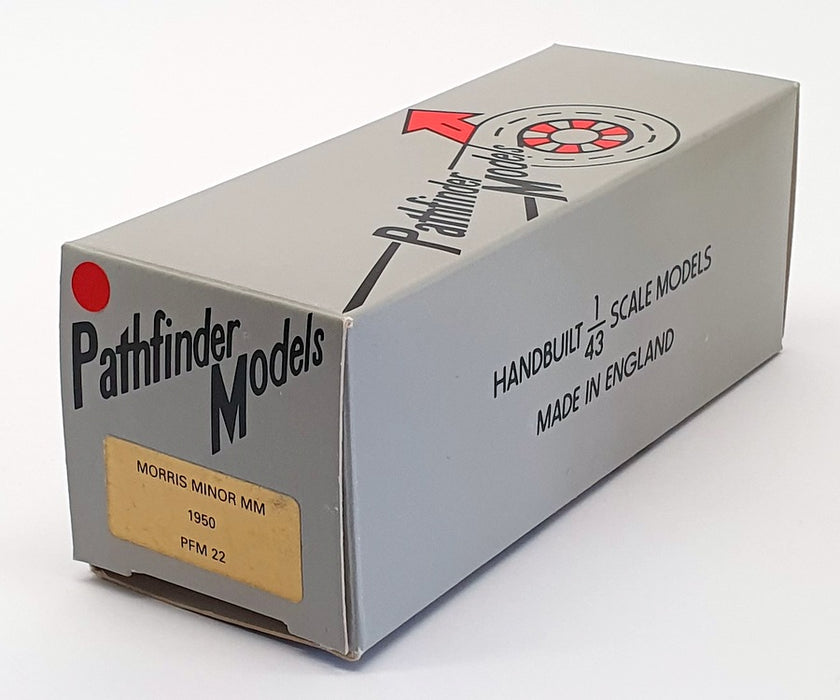 Pathfinder
Models
Pathfinder
Models
MORRIS MINOR MM
1950
PFM 22
HANDBUILT 1/43 SCALE MODELS
MADE IN ENGLAND